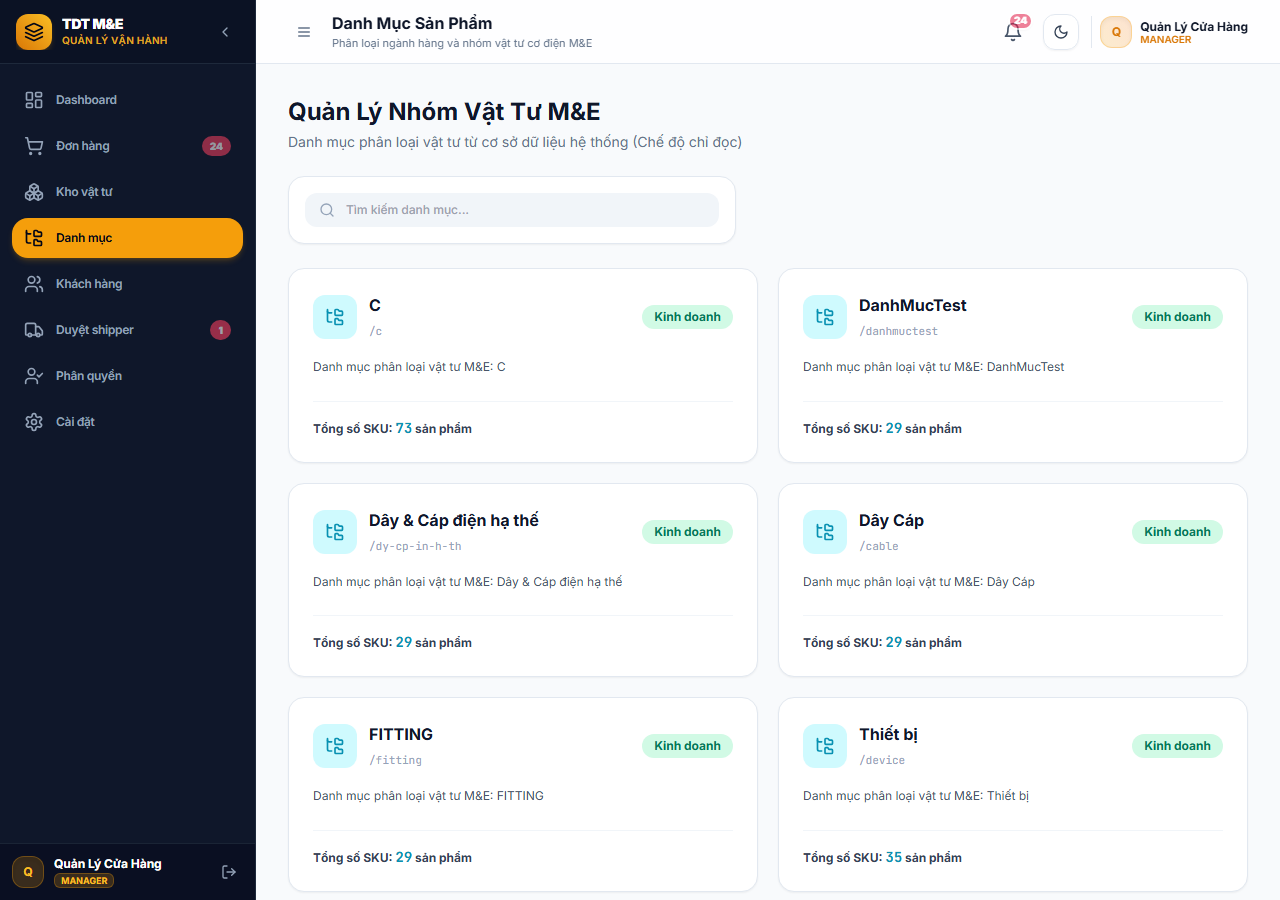 TDT M&E
QUẢN LÝ VẬN HÀNH
Dashboard
Đơn hàng
24
Kho vật tư
Danh mục
Khách hàng
Duyệt shipper
1
Phân quyền
Cài đặt
Q
Quản Lý Cửa Hàng
MANAGER
Danh Mục Sản Phẩm
Phân loại ngành hàng và nhóm vật tư cơ điện M&E
24
Q
Quản Lý Cửa Hàng
MANAGER
Quản Lý Nhóm Vật Tư M&E
Danh mục phân loại vật tư từ cơ sở dữ liệu hệ thống (Chế độ chỉ đọc)
Tìm kiếm danh mục...
C
/c
Kinh doanh
Danh mục phân loại vật tư M&E: C
Tổng số SKU: 73 sản phẩm
DanhMucTest
/danhmuctest
Kinh doanh
Danh mục phân loại vật tư M&E: DanhMucTest
Tổng số SKU: 29 sản phẩm
Dây & Cáp điện hạ thế
/dy-cp-in-h-th
Kinh doanh
Danh mục phân loại vật tư M&E: Dây & Cáp điện hạ thế
Tổng số SKU: 29 sản phẩm
Dây Cáp
/cable
Kinh doanh
Danh mục phân loại vật tư M&E: Dây Cáp
Tổng số SKU: 29 sản phẩm
FITTING
/fitting
Kinh doanh
Danh mục phân loại vật tư M&E: FITTING
Tổng số SKU: 29 sản phẩm
Thiết bị
/device
Kinh doanh
Danh mục phân loại vật tư M&E: Thiết bị
Tổng số SKU: 35 sản phẩm